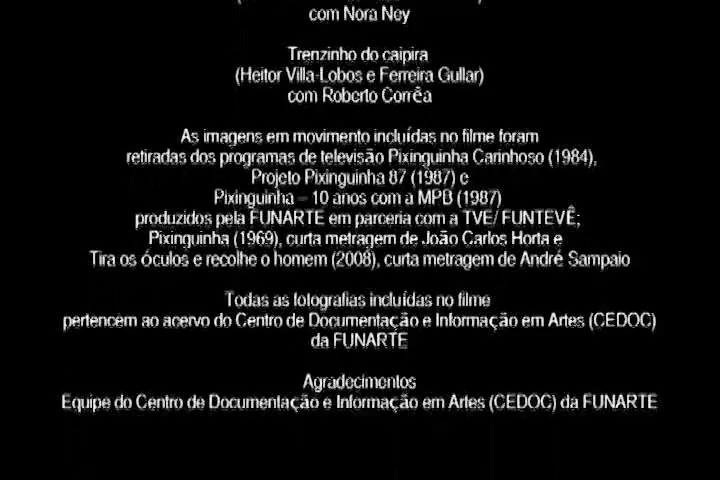 com Nora Ney
Trenzinho do caipira
(Heitor Villa-Lobos e Ferreira Gullar)
com Roberto Corrêa
As imagens em movimento incluídas no filme foram
retiradas dos programas de televisão Pixinguinha Carinhoso (1984),
Projeto Pixinguinha 87 (1987) e
Pixinguinha – 10 anos com a MPB (1987)
produzidos pela FUNARTE em parceria com a TVE/ FUNTEVÊ;
Pixinguinha (1969), curta metragem de João Carlos Horta e
Tira os óculos e recolhe o homem (2008), curta metragem de André Sampaio
Todas as fotografias incluídas no filme
pertencem ao acervo do Centro de Documentação e Informação em Artes (CEDOC)
da FUNARTE
Agradecimentos
Equipe do Centro de Documentação e Informação em Artes (CEDOC) da FUNARTE